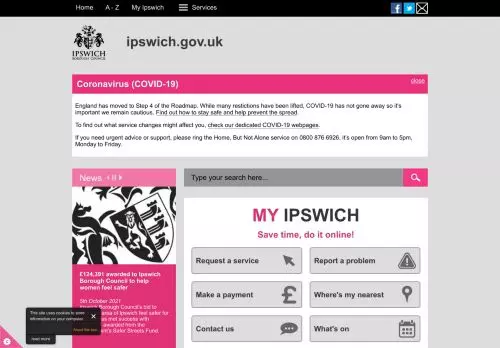 Home A - Z My Ipswich Services
IPSWICH
BOROUGH COUNCIL
ipswich.gov.uk
Coronavirus (COVID-19)
close
England has moved to Step 4 of the Roadmap. While many restictions have been lifted, COVID-19 has not gone away so it's
important we remain cautious. Find out how to stay safe and help prevent the spread.
To find out what service changes might affect you, check our dedicated COVID-19 webpages.
If you need urgent advice or support, please ring the Home, But Not Alone service on 0800 876 6926, it's open from 9am to 5pm,
Monday to Friday.
News
Type your search here...
MY IPSWICH
Save time, do it online!
Request a service
Report a problem
Make a payment
Where's my nearest
Contact us
What's on
£124,391 awarded to Ipswich
Borough Council to help
women feel safer
5th October 2021
Ipswich Borough Council's bid to
area of Ipswich feel safer for
has met success with
awarded from the
Safer Streets Fund.
This site uses cookies to store
information on your computer.
About this tool
read more